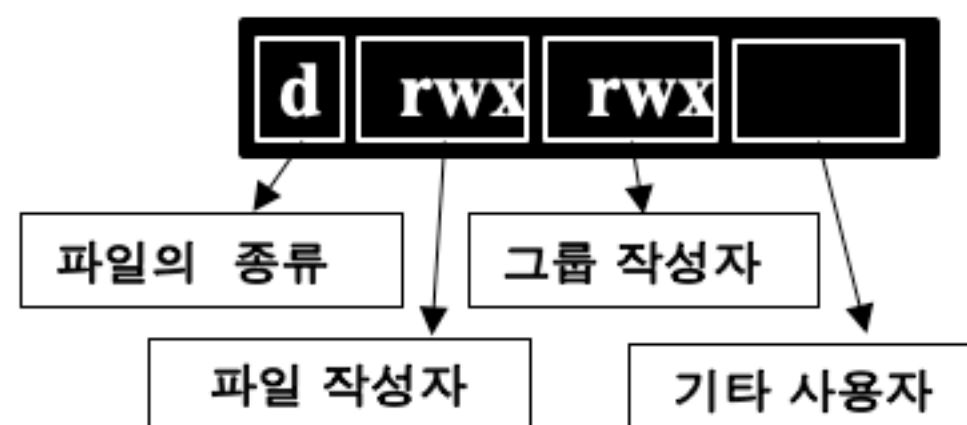 d rwx rwx
파일의 종류
그룹 작성자
파일 작성자
기타 사용자